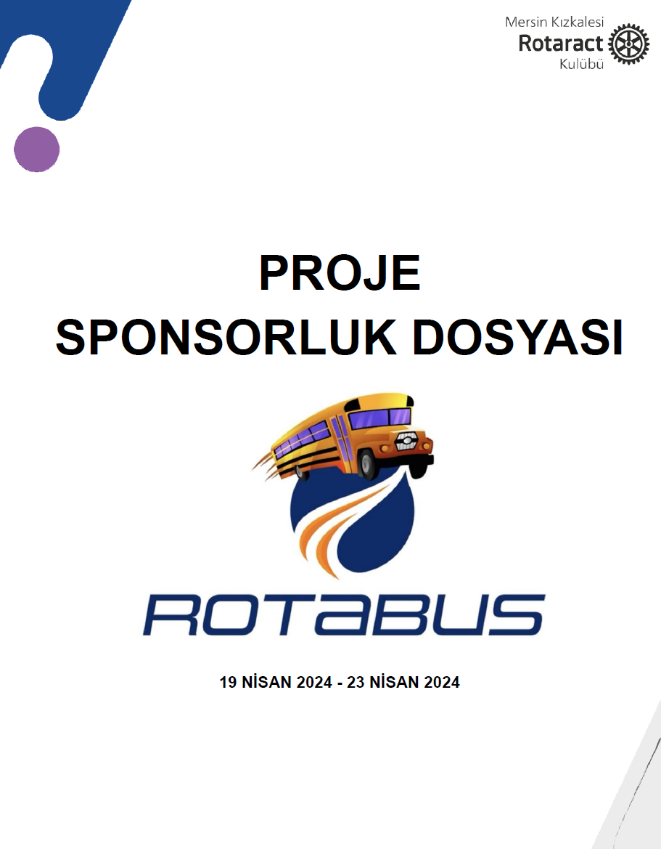 Mersin Kızkalesi
Rotaract
Kulübü
PROJE
SPONSORLUK DOSYASI
ROTABUS
19 NİSAN 2024 - 23 NİSAN 2024